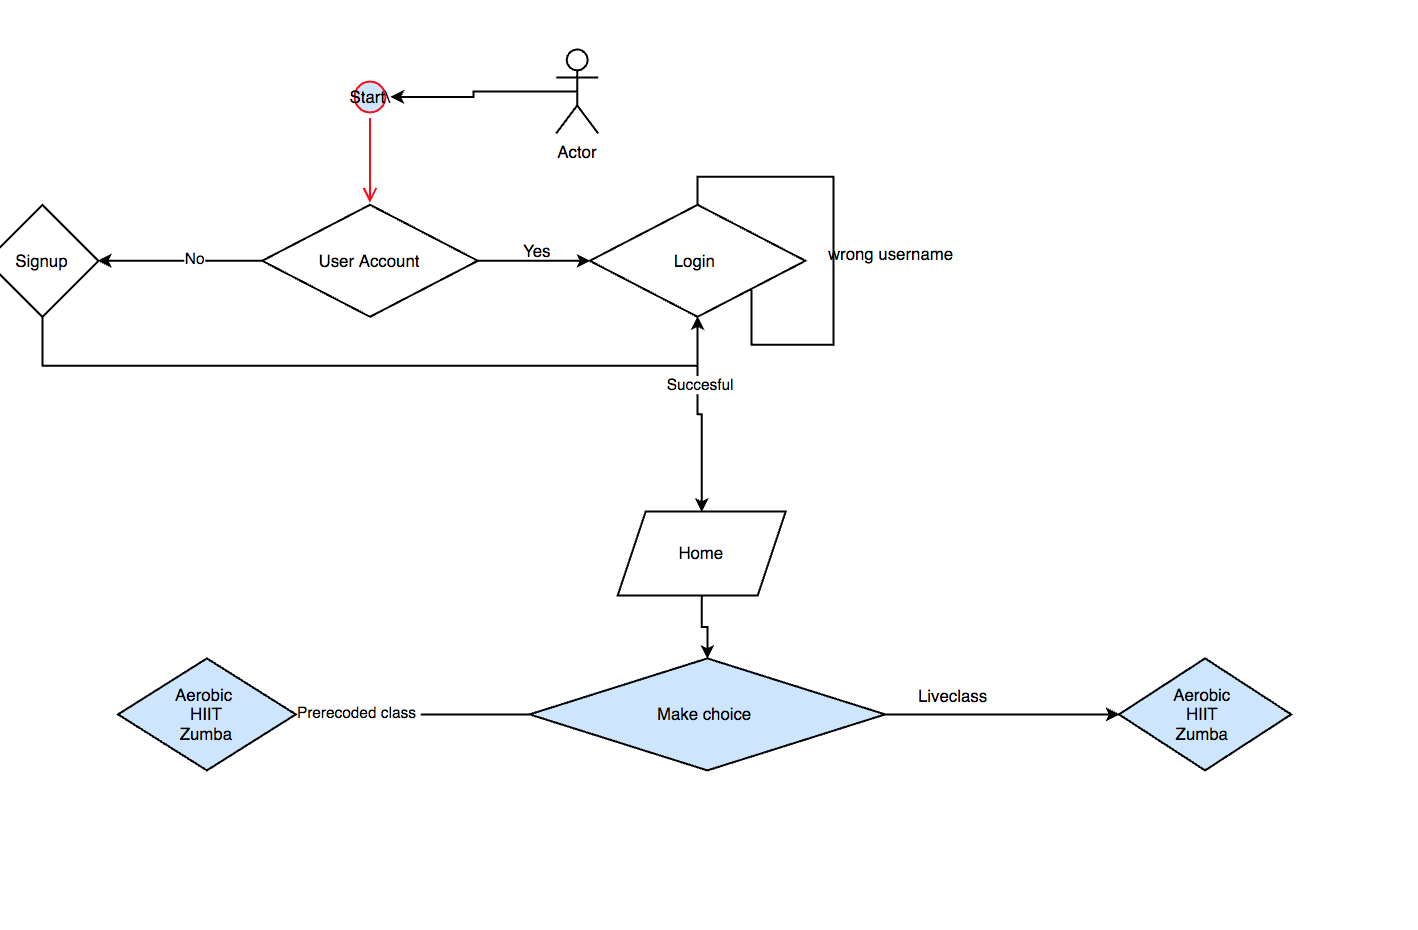 Start\
Actor
Signup
No
User Account
Yes
Login
wrong username
Succesful
Home
Aerobic
HIIT
Zumba
Prerecoded class
Make choice
Liveclass
Aerobic
HIIT
Zumba